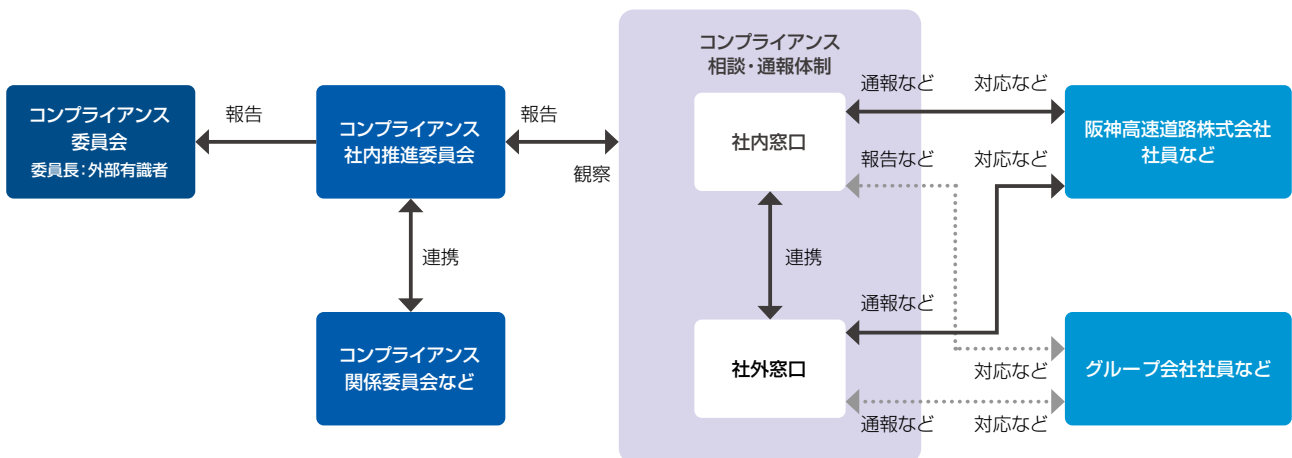 コンプライアンス
委員会
委員長：外部有識者
報告
コンプライアンス
社内推進委員会
報告
観察
連携
コンプライアンス
関係委員会など
コンプライアンス
相談・通報体制
社内窓口
連携
社外窓口
通報など
対応など
報告など
対応など
通報など
対応など
通報など
対応など
阪神高速道路株式会社
社員など
グループ会社社員など